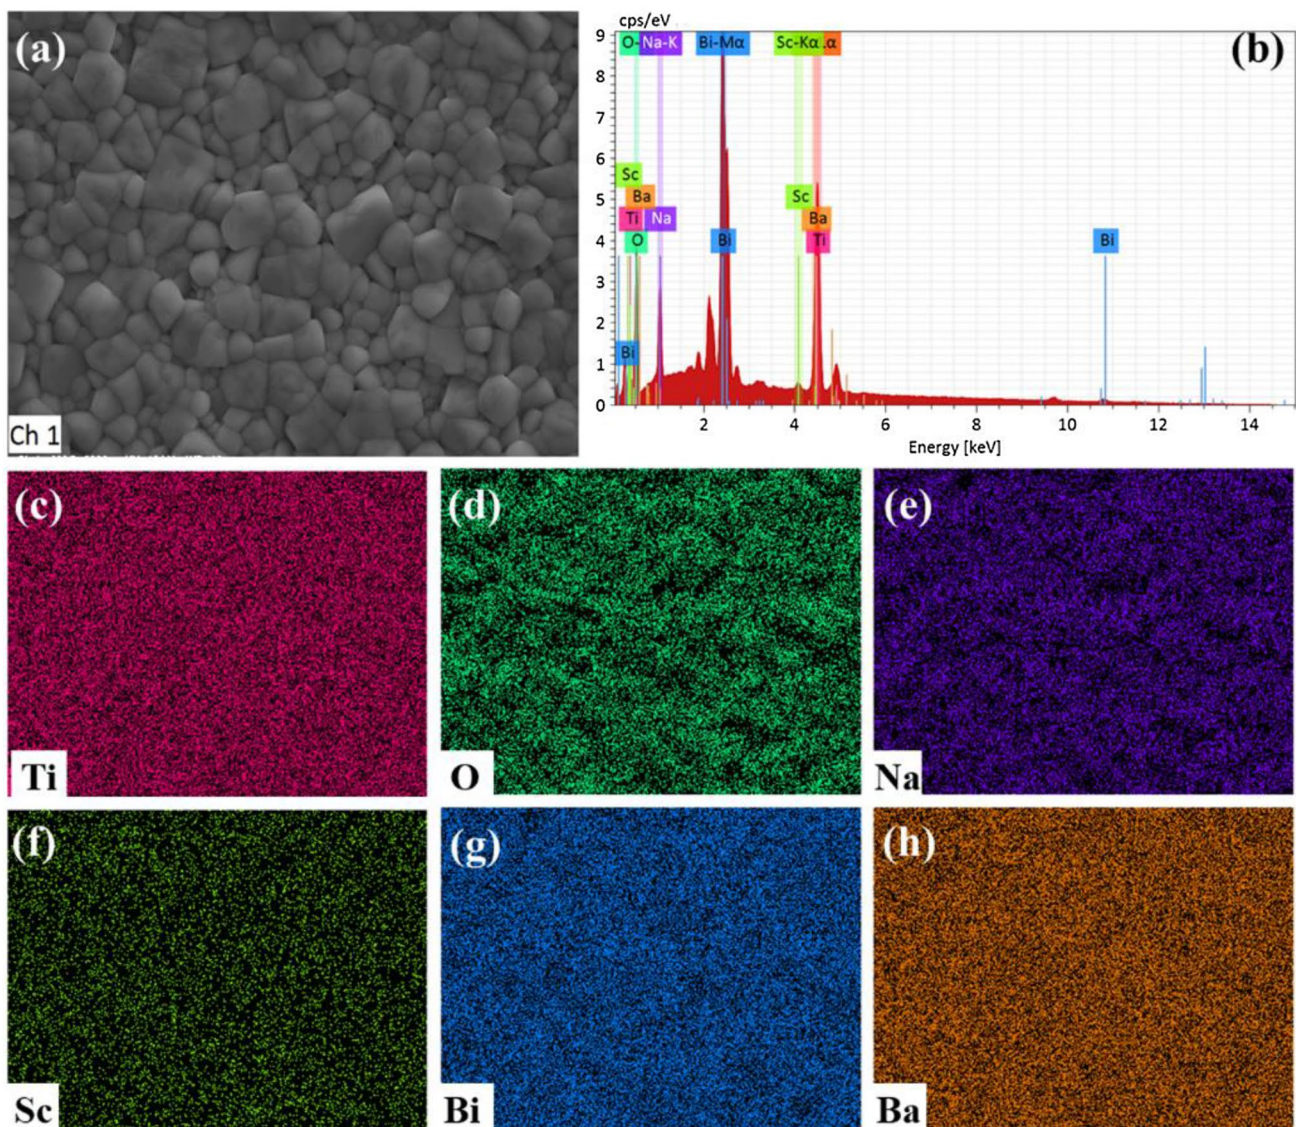 (a)
Ch 1
cps/eV
(b)
9
8
7
6
5
4
3
2
1
0
O- Na-K Bi-Mα Sc-Kα .α
Sc
Ba
Ti Na
O
Bi
Bi
Sc
Ba
Ti
Bi
2 4 6 8 10 12 14
Energy [keV]
(c) (d) (e)
Ti O Na
(f) (g) (h)
Sc Bi Ba